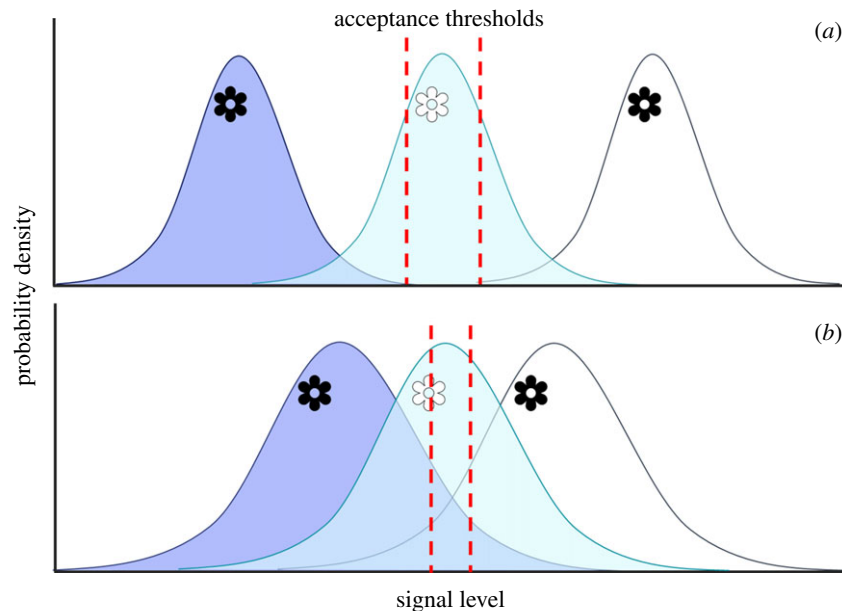 acceptance thresholds
(a)
probability density
(b)
signal level